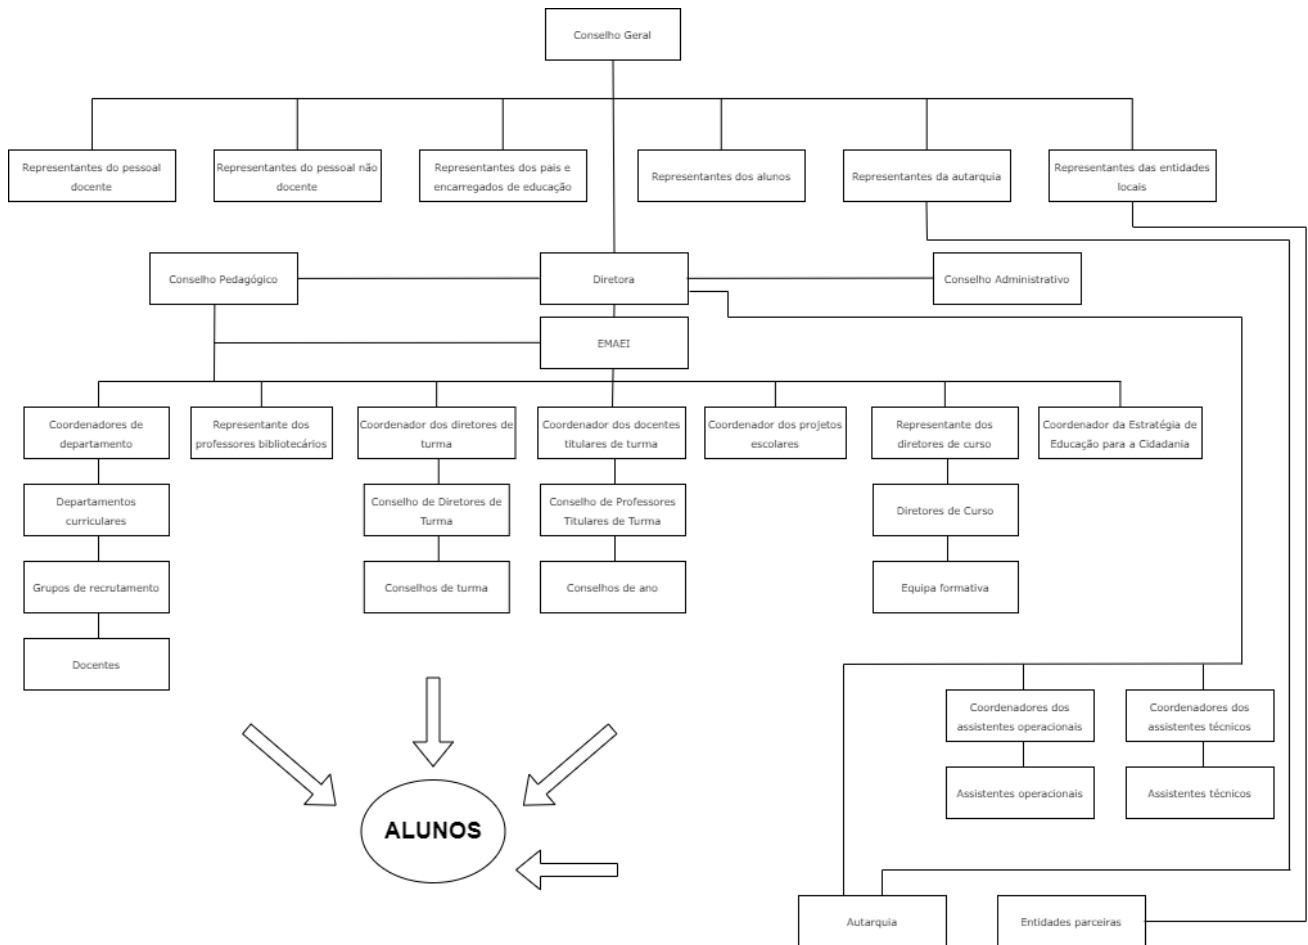 Conselho Geral
Representantes do pessoal
docente
Representantes do pessoal não
docente
Representantes dos pais e
encarregados de educação
Representantes dos alunos
Representantes da autarquia
Representantes das entidades
locais
Conselho Pedagógico
Diretora
Conselho Administrativo
EMAEI
Coordenadores de
departamento
Representante dos
professores bibliotecários
Coordenador dos diretores de
turma
Coordenador dos docentes
titulares de turma
Coordenador dos projetos
escolares
Representante dos
diretores de curso
Coordenador da Estratégia de
Educação para a Cidadania
Departamentos
curriculares
Conselho de Diretores de
Turma
Conselho de Professores
Titulares de Turma
Diretores de Curso
Grupos de recrutamento
Conselhos de turma
Conselhos de ano
Equipa formativa
Docentes
Coordenadores dos
assistentes operacionais
Coordenadores dos
assistentes técnicos
Assistentes operacionais
Assistentes técnicos
ALUNOS
Autarquia
Entidades parceiras